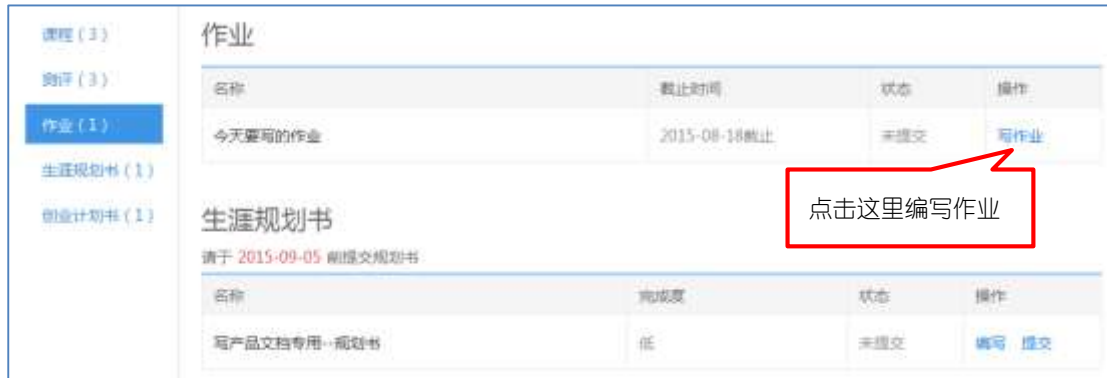 课程(3)
测评(3)
作业(1)
生涯规划书(1)
创业计划书(1)
作业
名称 截止时间 状态 操作
今天要写的作业 2015-08-18截止 未提交 写作业
点击这里编写作业
生涯规划书
请于 2015-09-05 前提交规划书
名称 完成度 状态 操作
写产品文档专用--规划书 低 未提交 编写 提交